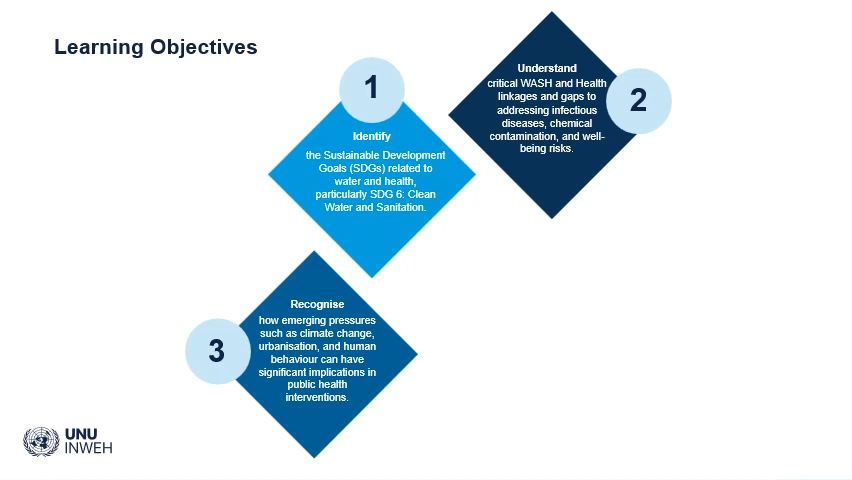 Learning Objectives
1
Identify
the Sustainable Development
Goals (SDGs) related to
water and health,
particularly SDG 6: Clean
Water and Sanitation.
2
Understand
critical WASH and Health
linkages and gaps to
addressing infectious
diseases, chemical
contamination, and well-
being risks.
3
Recognise
how emerging pressures
such as climate change,
urbanisation, and human
behaviour can have
significant implications in
public health
interventions.
UNU
INWEH